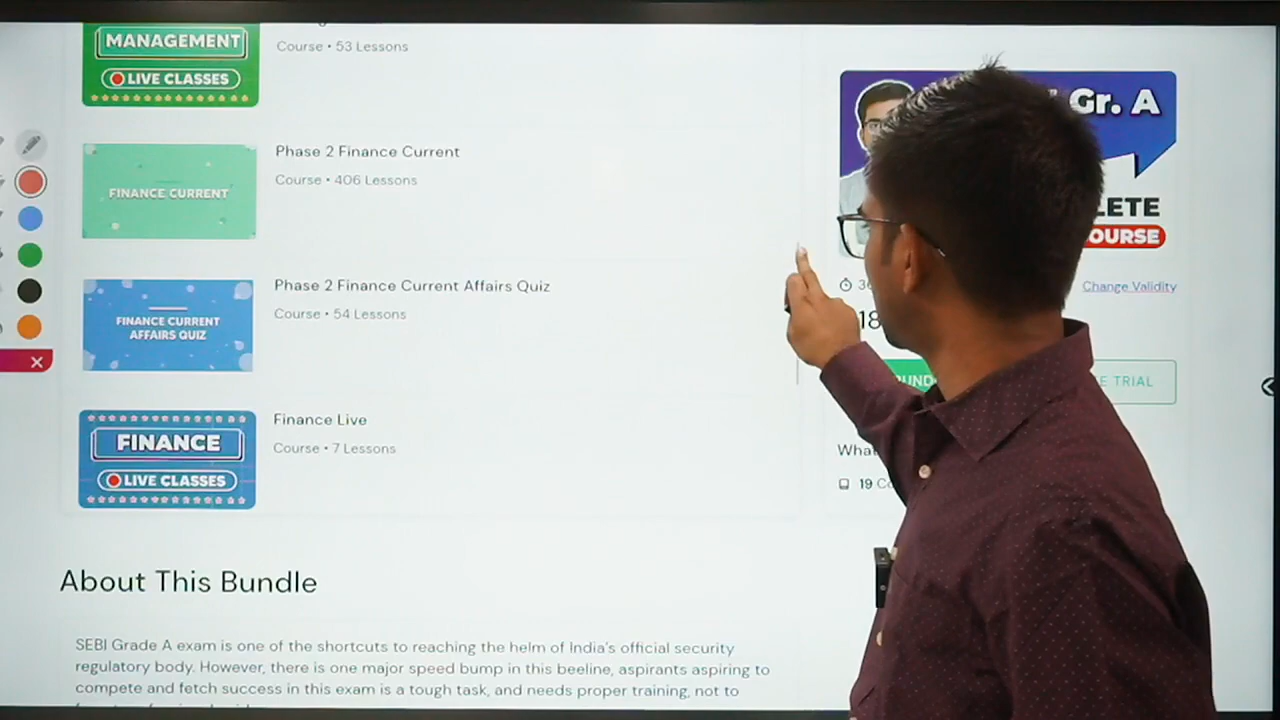 MANAGEMENT
LIVE CLASSES
Course • 53 Lessons
FINANCE CURRENT
Phase 2 Finance Current
Course • 406 Lessons
FINANCE CURRENT
AFFAIRS QUIZ
Phase 2 Finance Current Affairs Quiz
Course • 54 Lessons
FINANCE
LIVE CLASSES
Finance Live
Course • 7 Lessons
About This Bundle
SEBI Grade A exam is one of the shortcuts to reaching the helm of India's official security
regulatory body. However, there is one major speed bump in this beeline, aspirants aspiring to
compete and fetch success in this exam is a tough task, and needs proper training, not to
Gr. A
Change Validity
TRIAL
19